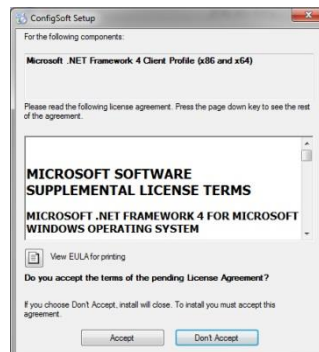 ConfigSoft Setup
For the following components:
Microsoft .NET Framework 4 Client Profile (x86 and x64)
Please read the following license agreement. Press the page down key to see the rest
of the agreement.
MICROSOFT SOFTWARE
SUPPLEMENTAL LICENSE TERMS
MICROSOFT .NET FRAMEWORK 4 FOR MICROSOFT
WINDOWS OPERATING SYSTEM
View EULA for printing
Do you accept the terms of the pending License Agreement?
If you choose Don't Accept, install will close. To install you must accept this
agreement.
Accept
Don't Accept